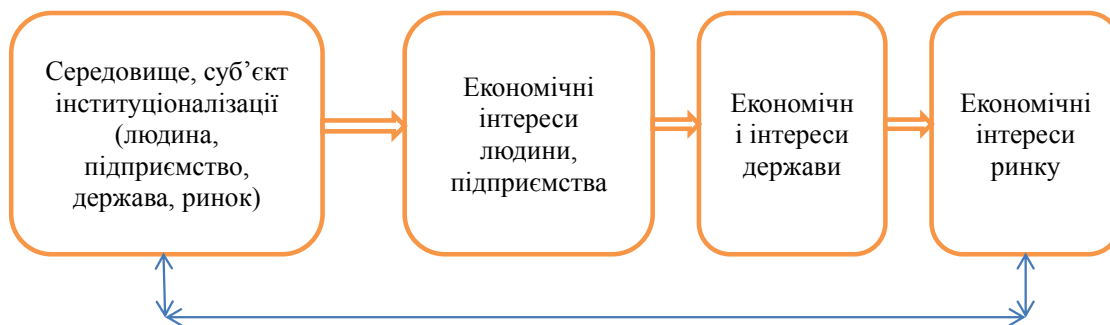 Середовище, суб’єкт
інституціоналізації
(людина,
підприємство,
держава, ринок)
Економічні
інтереси
людини,
підприємства
Економічн
і інтереси
держави
Економічні
інтереси
ринку